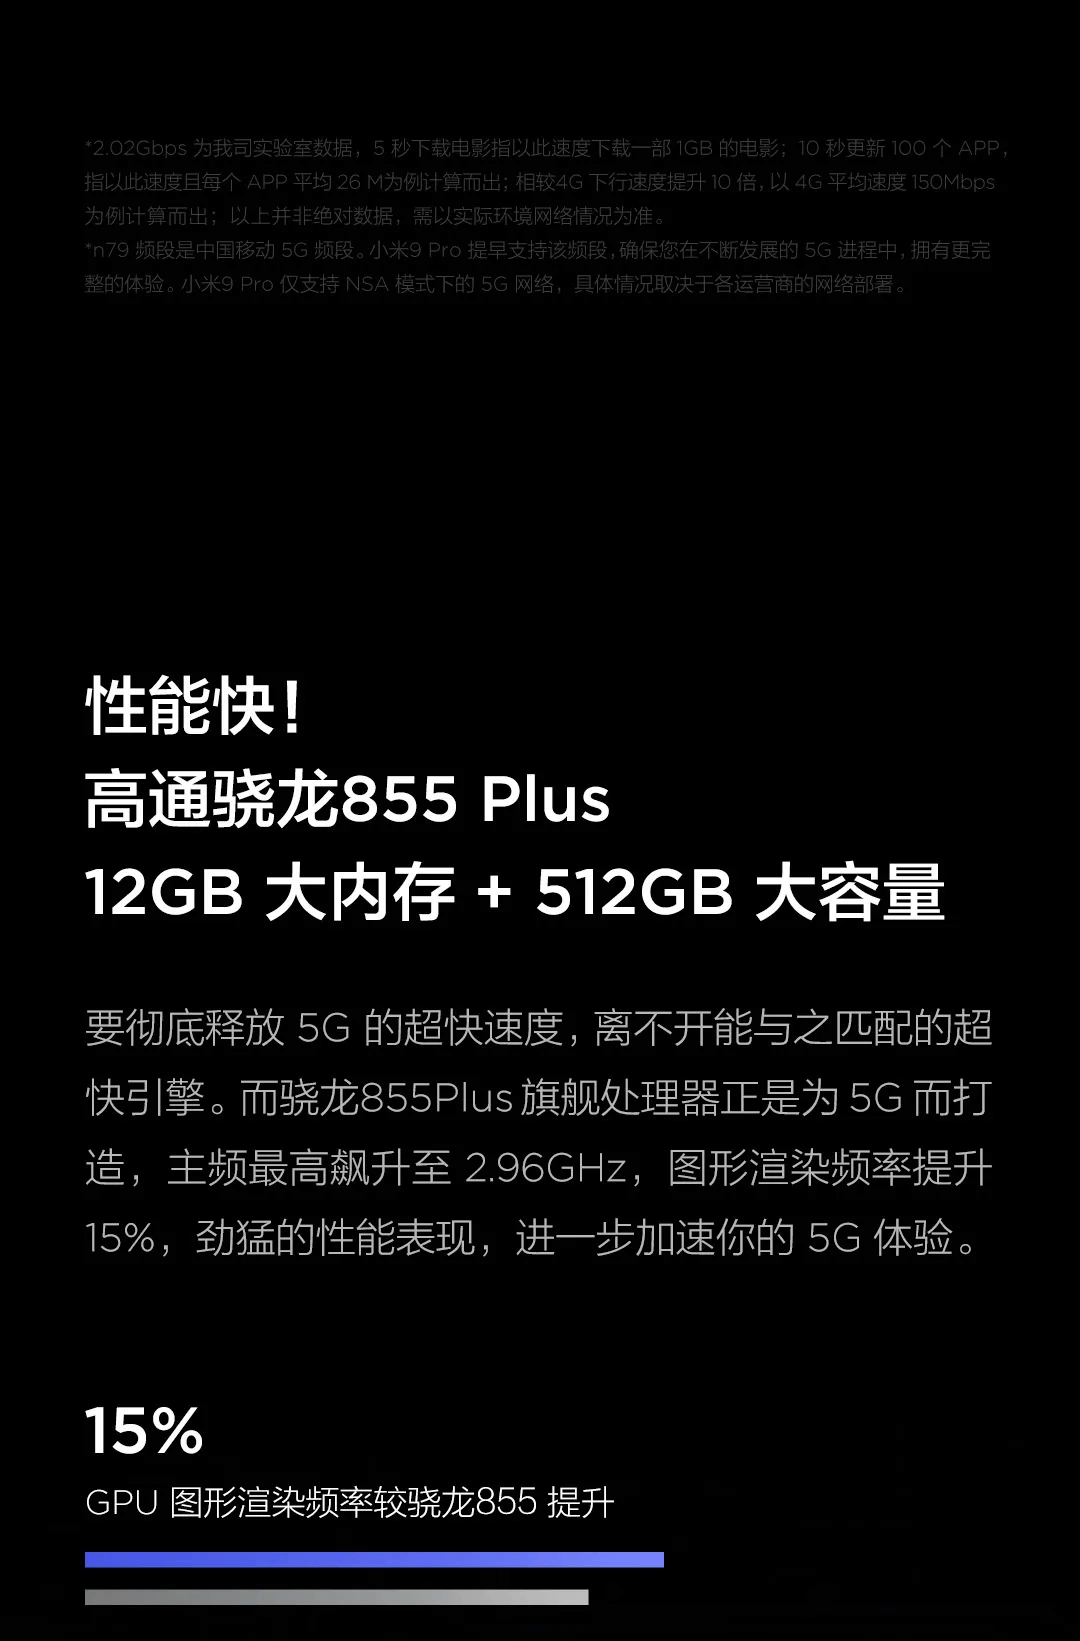 *2.02Gbps 为我司实验室数据，5 秒下载电影指以此速度下载一部 1GB 的电影；10 秒更新 100 个 APP，
指以此速度且每个 APP 平均 26 M为例计算而出；相较4G 下行速度提升 10 倍，以 4G 平均速度 150Mbps
为例计算而出；以上并非绝对数据，需以实际环境网络情况为准。
*n79 频段是中国移动 5G 频段。小米9 Pro 提早支持该频段，确保您在不断发展的 5G 进程中，拥有更完
整的体验。小米9 Pro 仅支持 NSA 模式下的 5G 网络，具体情况取决于各运营商的网络部署。
性能快！
高通骁龙855 Plus
12GB 大内存 + 512GB 大容量
要彻底释放 5G 的超快速度，离不开能与之匹配的超
快引擎。而骁龙855Plus 旗舰处理器正是为 5G 而打
造，主频最高飙升至 2.96GHz，图形渲染频率提升
15%，劲猛的性能表现，进一步加速你的 5G 体验。
15%
GPU 图形渲染频率较骁龙855 提升